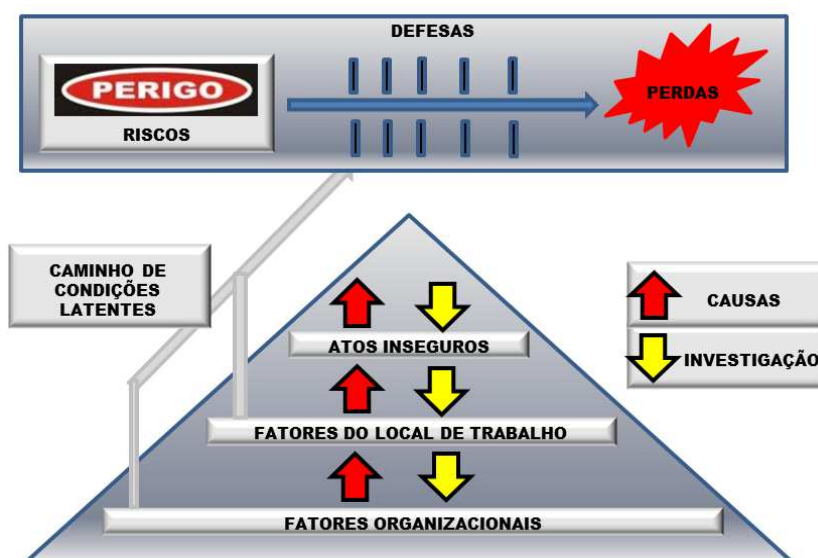 DEFESAS
PERIGO
RISCOS
PERDAS
CAMINHO DE
CONDIÇÕES
LATENTES
ATOS INSEGUROS
FATORES DO LOCAL DE TRABALHO
FATORES ORGANIZACIONAIS
CAUSAS
INVESTIGAÇÃO